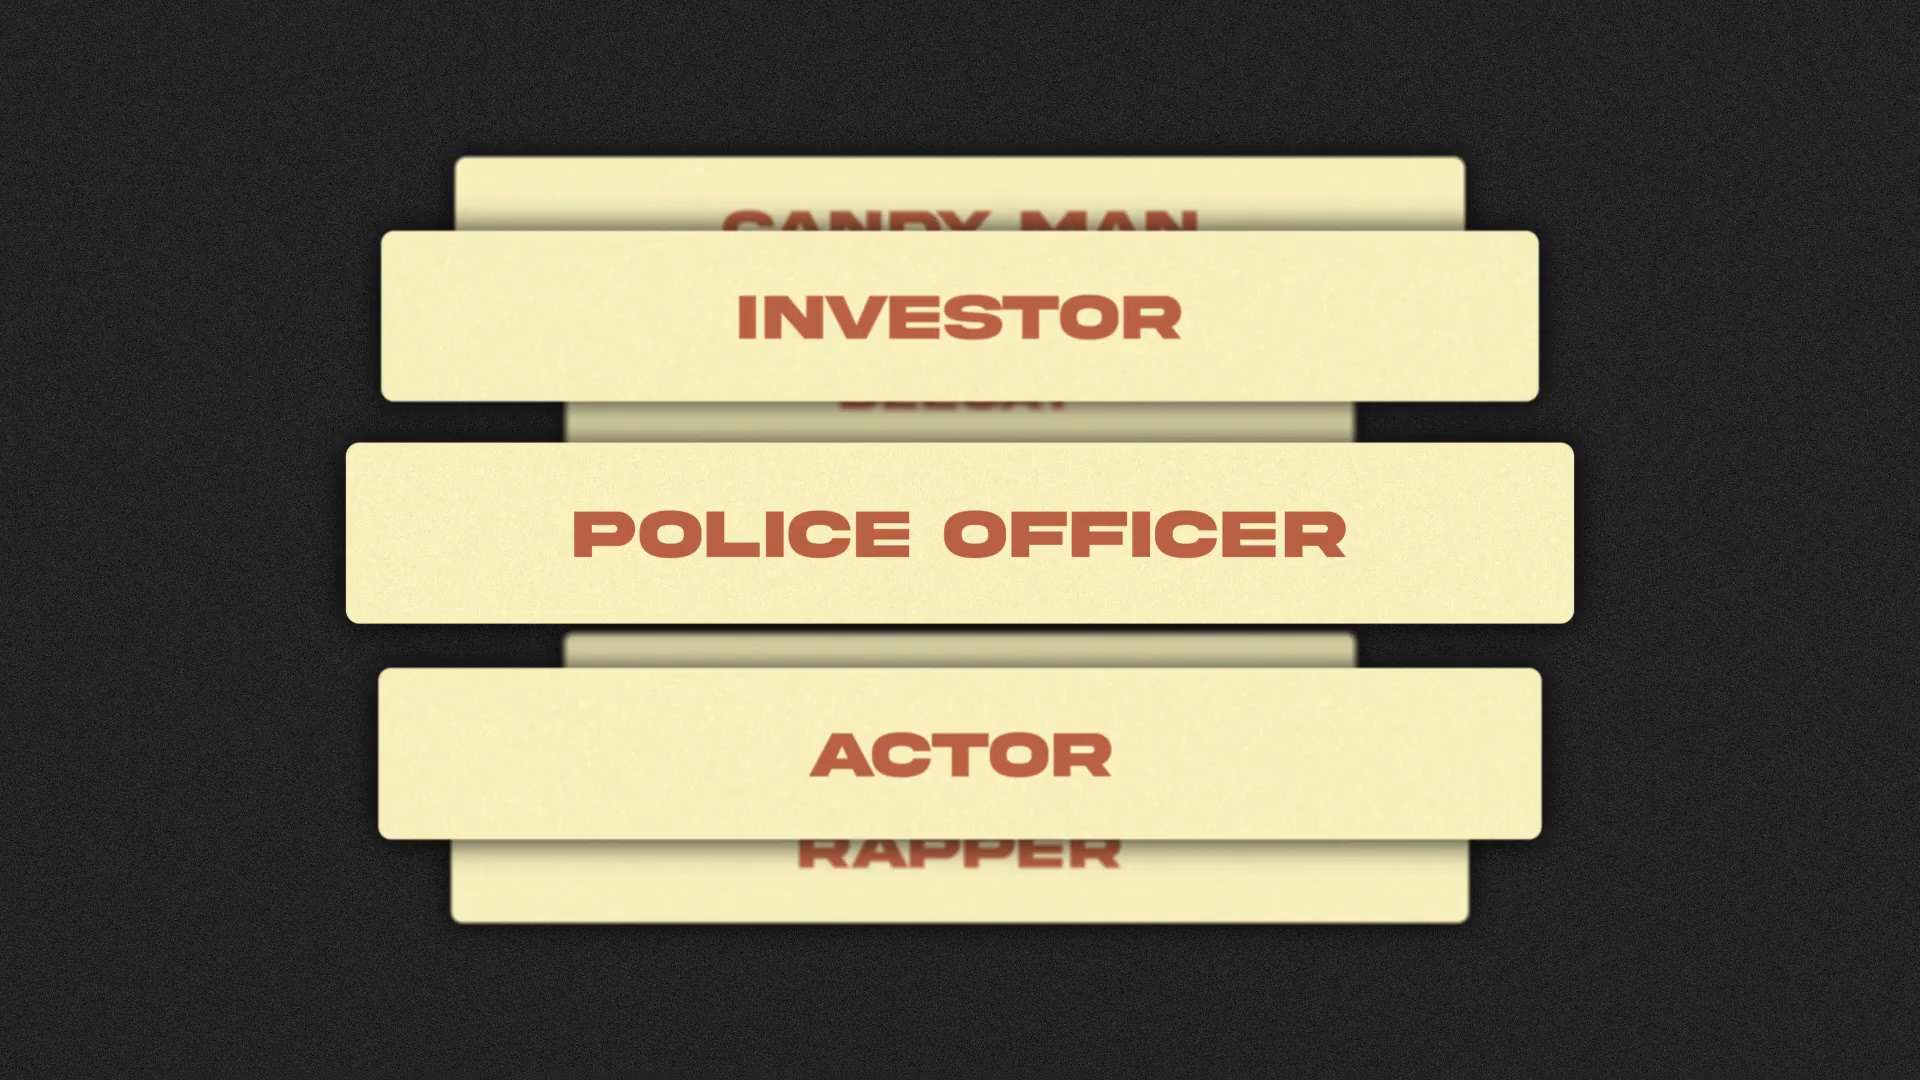 CANDY MAN
INVESTOR
POLICE OFFICER
ACTOR
RAPPER